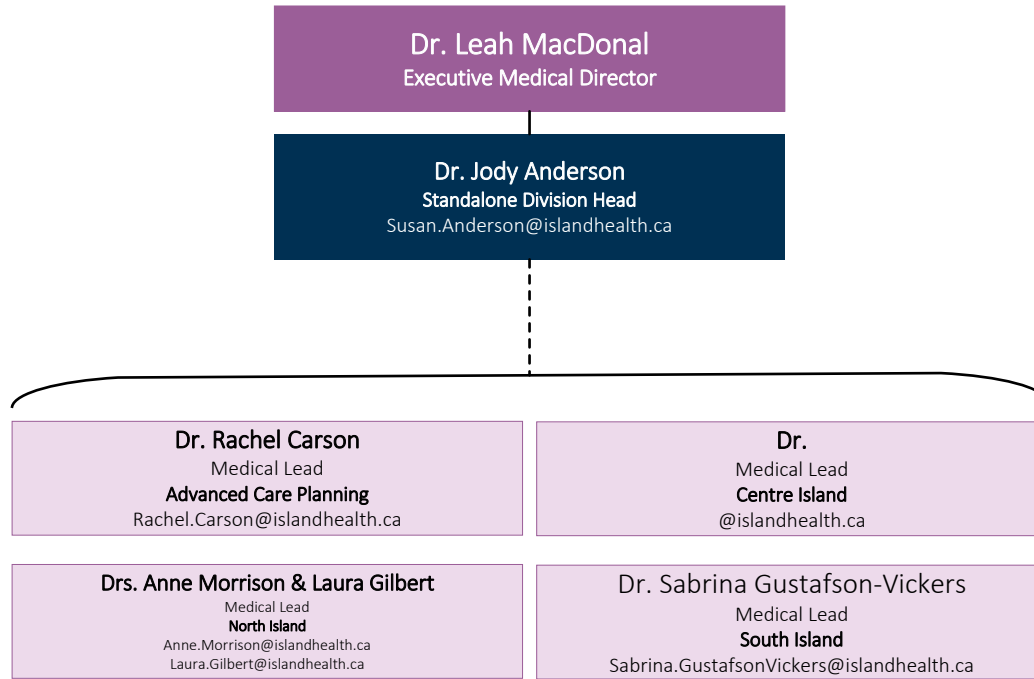 Dr. Leah MacDonal
Executive Medical Director
Dr. Jody Anderson
Standalone Division Head
Susan.Anderson@islandhealth.ca
Dr. Rachel Carson
Medical Lead
Advanced Care Planning
Rachel.Carson@islandhealth.ca
Dr.
Medical Lead
Centre Island
@islandhealth.ca
Drs. Anne Morrison & Laura Gilbert
Medical Lead
North Island
Anne.Morrison@islandhealth.ca
Laura.Gilbert@islandhealth.ca
Dr. Sabrina Gustafson-Vickers
Medical Lead
South Island
Sabrina.GustafsonVickers@islandhealth.ca